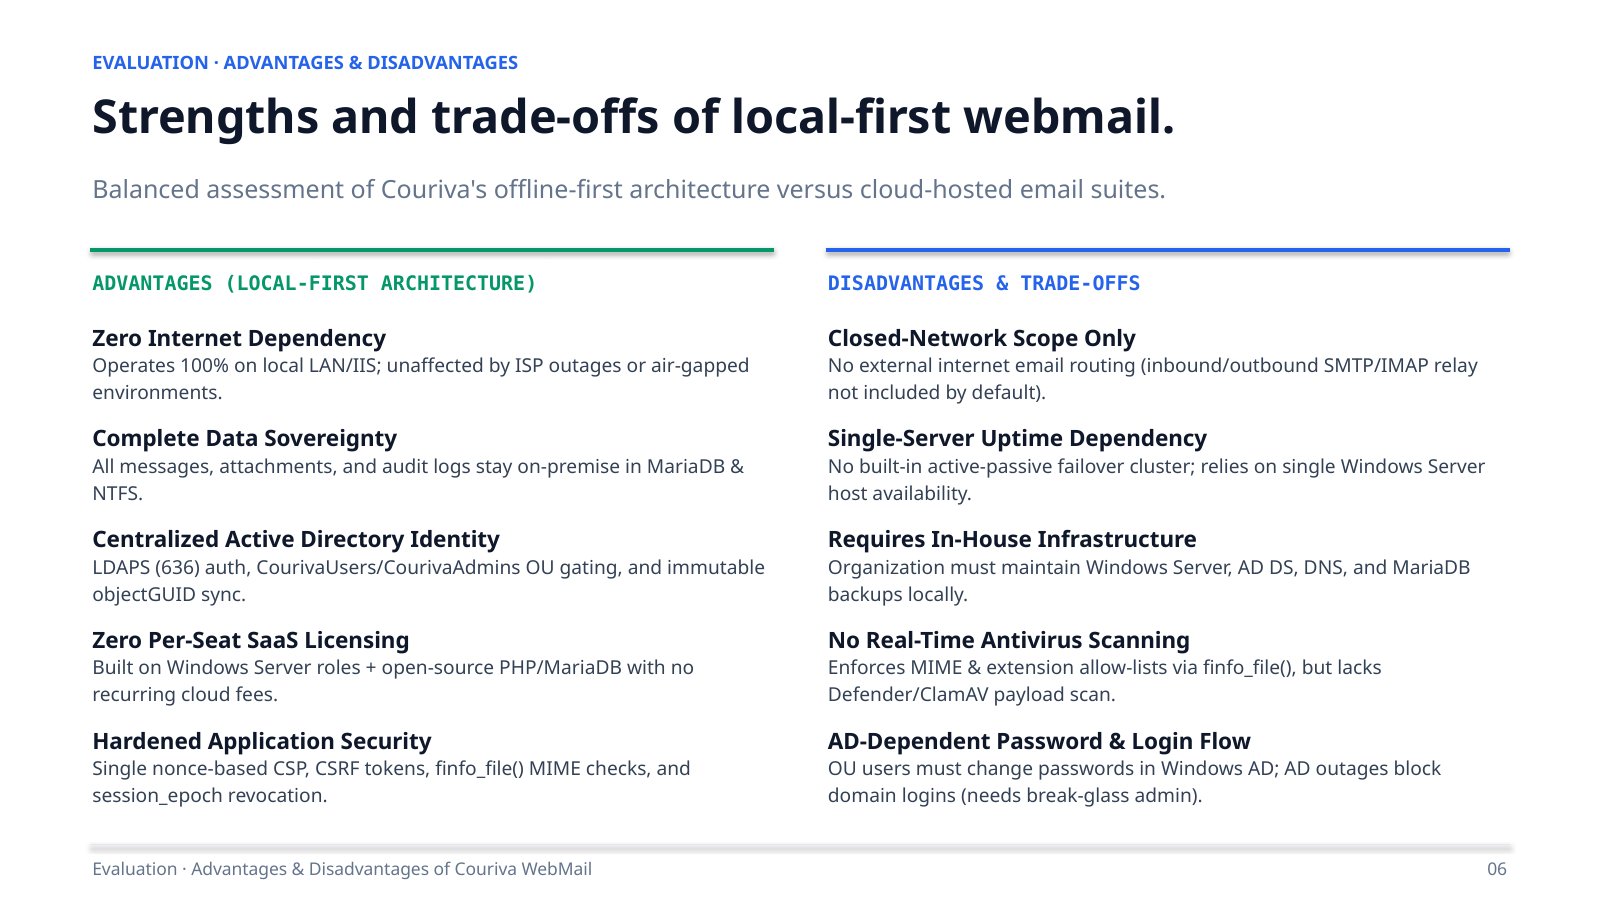 EVALUATION · ADVANTAGES & DISADVANTAGES
Strengths and trade-offs of local-first webmail.
Balanced assessment of Couriva's offline-first architecture versus cloud-hosted email suites.
ADVANTAGES (LOCAL-FIRST ARCHITECTURE)
Zero Internet Dependency
Operates 100% on local LAN/IIS; unaffected by ISP outages or air-gapped
environments.
Complete Data Sovereignty
All messages, attachments, and audit logs stay on-premise in MariaDB &
NTFS.
Centralized Active Directory Identity
LDAPS (636) auth, CourivaUsers/CourivaAdmins OU gating, and immutable
objectGUID sync.
Zero Per-Seat SaaS Licensing
Built on Windows Server roles + open-source PHP/MariaDB with no
recurring cloud fees.
Hardened Application Security
Single nonce-based CSP, CSRF tokens, finfo_file() MIME checks, and
session_epoch revocation.
DISADVANTAGES & TRADE-OFFS
Closed-Network Scope Only
No external internet email routing (inbound/outbound SMTP/IMAP relay
not included by default).
Single-Server Uptime Dependency
No built-in active-passive failover cluster; relies on single Windows Server
host availability.
Requires In-House Infrastructure
Organization must maintain Windows Server, AD DS, DNS, and MariaDB
backups locally.
No Real-Time Antivirus Scanning
Enforces MIME & extension allow-lists via finfo_file(), but lacks
Defender/ClamAV payload scan.
AD-Dependent Password & Login Flow
OU users must change passwords in Windows AD; AD outages block
domain logins (needs break-glass admin).
Evaluation · Advantages & Disadvantages of Couriva WebMail
06